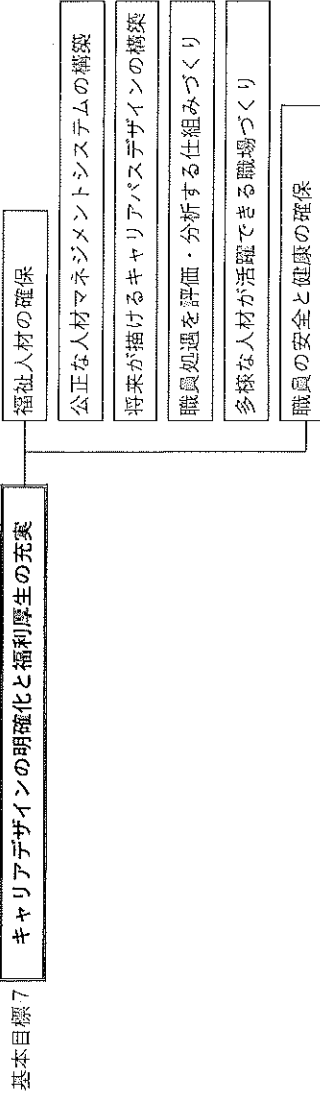 基本目標 7
キャリアデザインの明確化と福利厚生の充実
福祉人材の確保
公正な人材マネジメントシステムの構築
将来が描けるキャリアパスデザインの構築
職員処遇を評価・分析する仕組みづくり
多様な人材が活躍できる職場づくり
職員の安全と健康の確保